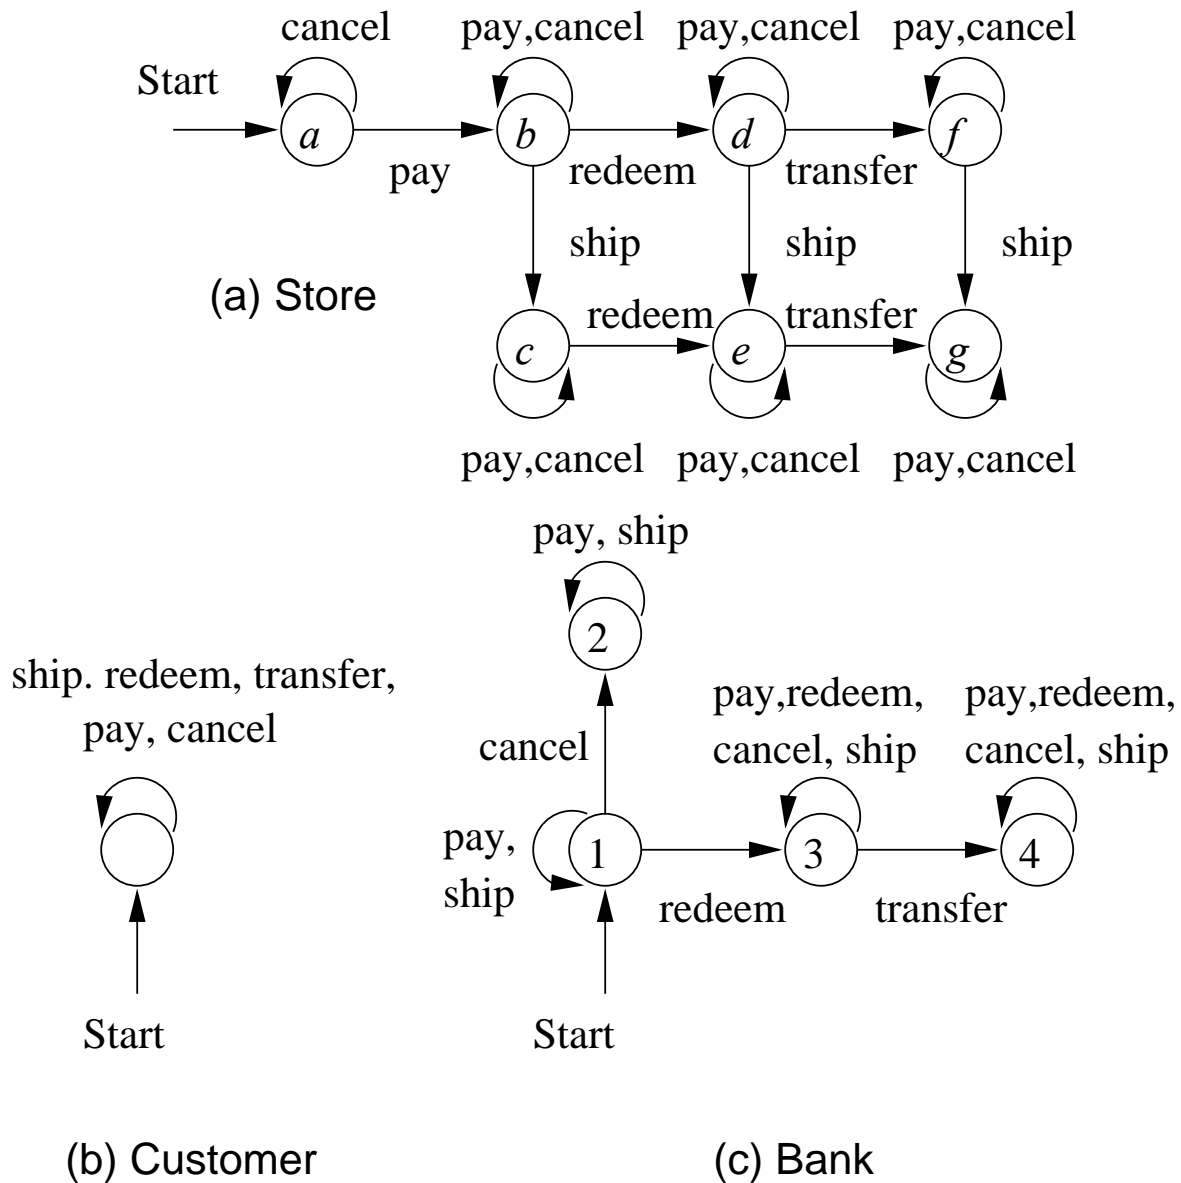 cancel pay,cancel pay,cancel pay,cancel
Start
a b d f
pay redeem transfer
ship ship ship
(a) Store
redeem transfer
c e g
pay,cancel pay,cancel pay,cancel
pay, ship
2
ship. redeem, transfer,
pay, cancel
pay,redeem, pay,redeem,
cancel, ship cancel, ship
cancel
pay,
ship
1 3 4
redeem transfer
Start Start
(b) Customer (c) Bank